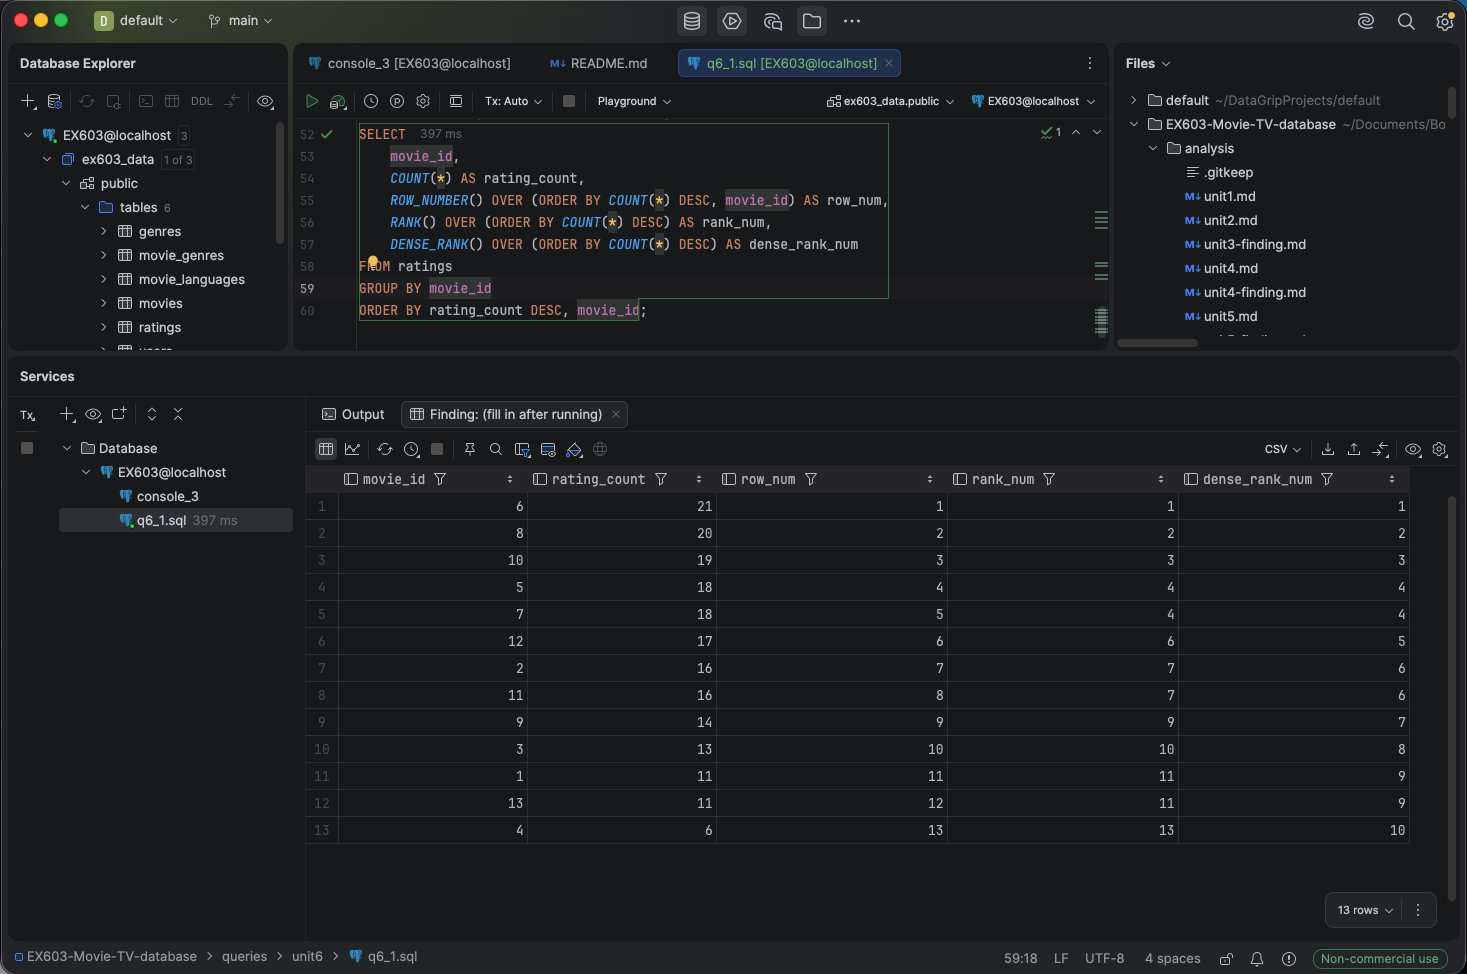 D default
main
Database Explorer
DDL
EX603@localhost 3
ex603_data 1 of 3
public
tables 6
genres
movie_genres
movie_languages
movies
ratings
console_3 [EX603@localhost]
M↓ README.md
q6_1.sql [EX603@localhost]
Tx: Auto
Playground
ex603_data.public
EX603@localhost
52 SELECT 397 ms
53 movie_id,
54 COUNT(*) AS rating_count,
55 ROW_NUMBER() OVER (ORDER BY COUNT(*) DESC, movie_id) AS row_num,
56 RANK() OVER (ORDER BY COUNT(*) DESC) AS rank_num,
57 DENSE_RANK() OVER (ORDER BY COUNT(*) DESC) AS dense_rank_num
58 FROM ratings
59 GROUP BY movie_id
60 ORDER BY rating_count DESC, movie_id;
1
Files
default ~/DataGripProjects/default
EX603-Movie-TV-database ~/Documents/Bo
analysis
.gitkeep
M↓ unit1.md
M↓ unit2.md
M↓ unit3-finding.md
M↓ unit4.md
M↓ unit4-finding.md
M↓ unit5.md
Services
Tx
Database
EX603@localhost
console_3
q6_1.sql 397 ms
Output
Finding: (fill in after running)
CSV
movie_id rating_count row_num rank_num dense_rank_num
1 6 21 1 1 1
2 8 20 2 2 2
3 10 19 3 3 3
4 5 18 4 4 4
5 7 18 5 4 4
6 12 17 6 6 5
7 2 16 7 7 6
8 11 16 8 7 6
9 9 14 9 9 7
10 3 13 10 10 8
11 1 11 11 11 9
12 13 11 12 11 9
13 4 6 13 13 10
13 rows
EX603-Movie-TV-database > queries > unit6 > q6_1.sql
59:18 LF UTF-8 4 spaces
Non-commercial use